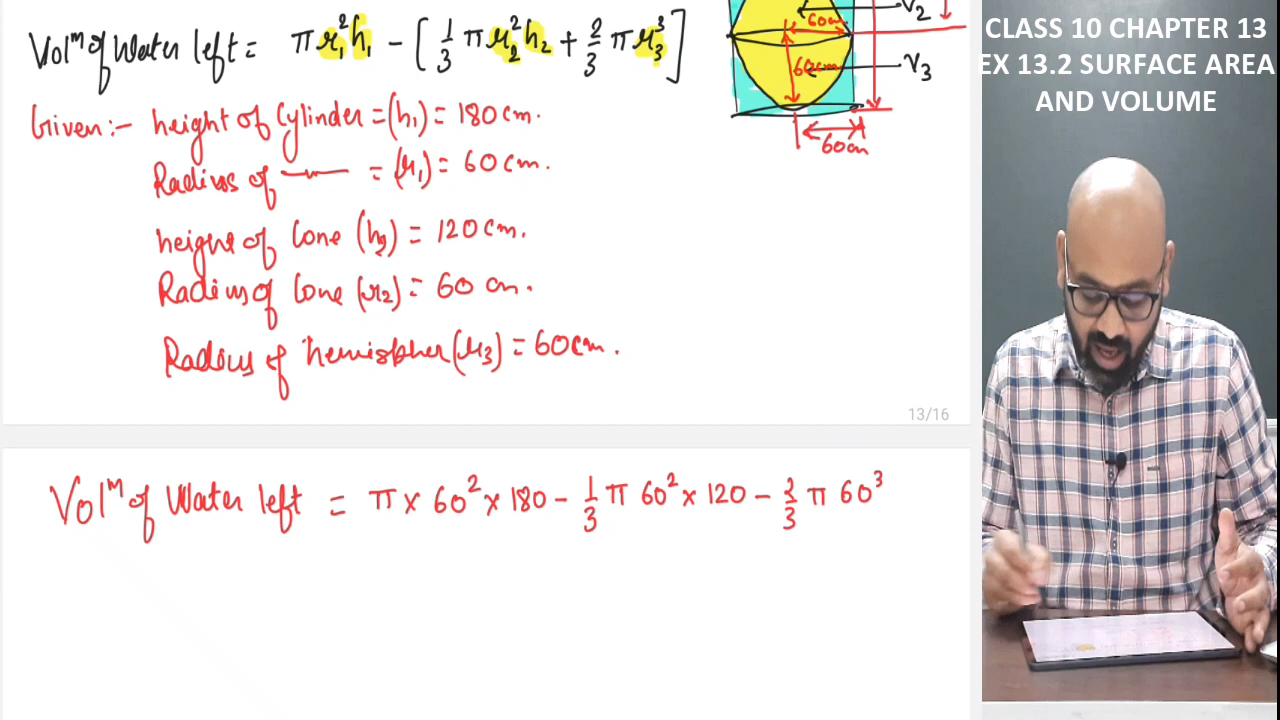 Vol^m of Water left = πr₁²h₁ − [1/3 πr₂²h₂ + 2/3 πr₃³]
60cm
V₂
60cm
V₃
60cm
CLASS 10 CHAPTER 13
EX 13.2 SURFACE AREA
AND VOLUME
Given:- height of Cylinder = (h₁) = 180 cm.
Radius of —〃— = (r₁) = 60 cm.
height of Cone (h₂) = 120 cm.
Radius of Cone (r₂) = 60 cm.
Radius of hemispher (r₃) = 60 cm.
13/16
Vol^m of Water left = π × 60² × 180 − 1/3 π 60² × 120 − 2/3 π 60³